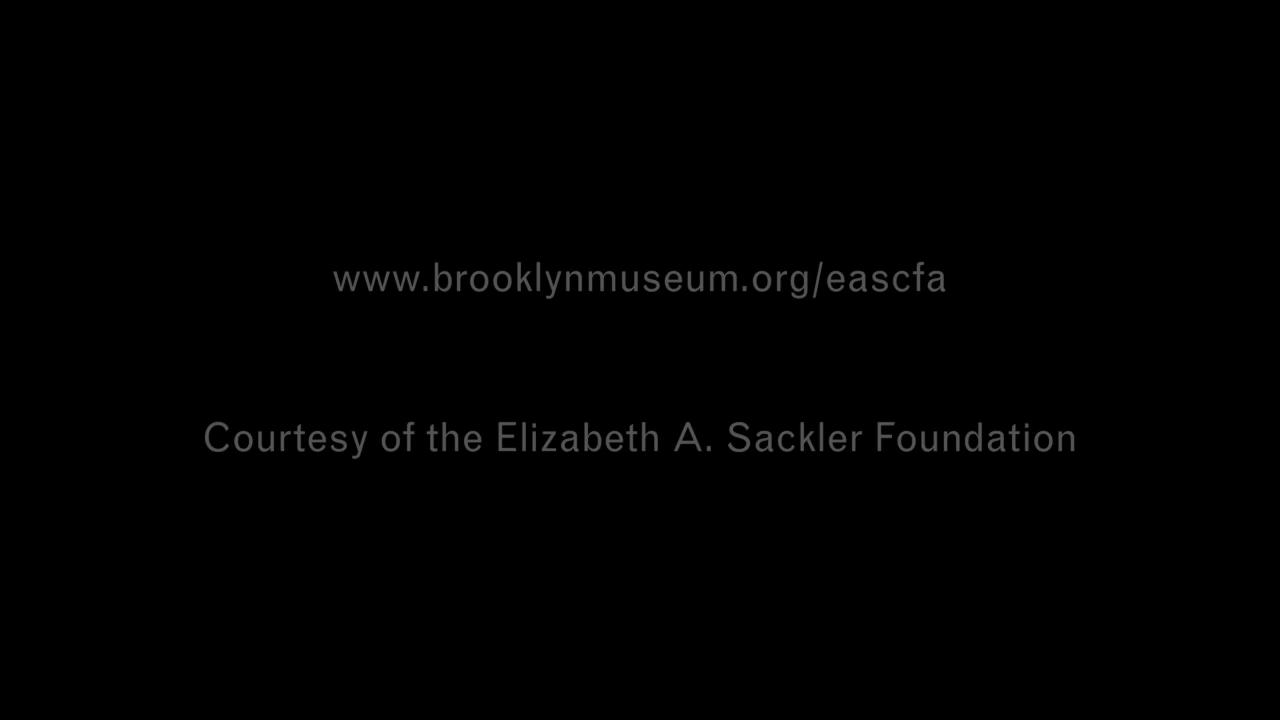 www.brooklynmuseum.org/eascfa
Courtesy of the Elizabeth A. Sackler Foundation